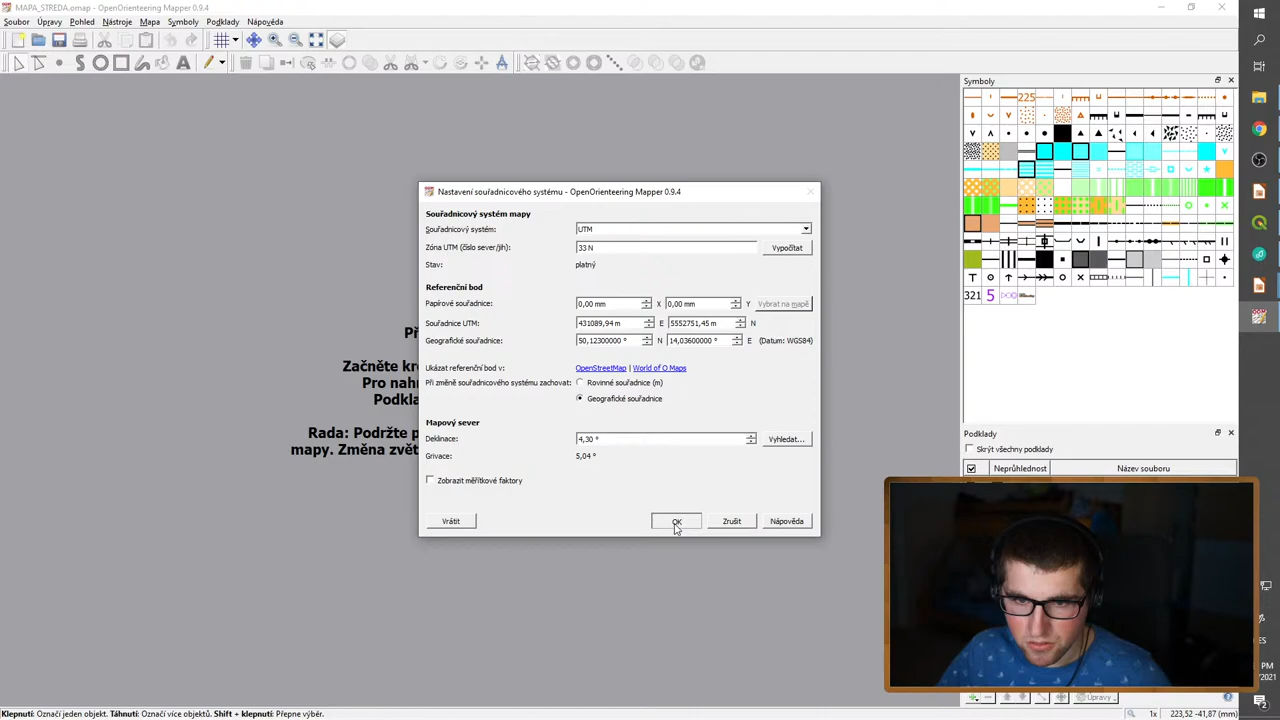 MAPA_STREDA.omap - OpenOrienteering Mapper 0.9.4
Soubor Úpravy Pohled Nástroje Mapa Symboly Podklady Nápověda
Symboly
225
321 5
Nastavení souřadnicového systému - OpenOrienteering Mapper 0.9.4
Souřadnicový systém mapy
Souřadnicový systém: UTM
Zóna UTM (číslo sever/jih): 33 N Vypočítat
Stav: platný
Referenční bod
Papírové souřadnice: 0,00 mm X 0,00 mm Y Vybrat na mapě
Souřadnice UTM: 431089,94 m E 5552751,45 m N
Geografické souřadnice: 50,12300000 ° N 14,03600000 ° E (Datum: WGS84)
Ukázat referenční bod v: OpenStreetMap | World of O Maps
Při změně souřadnicového systému zachovat: Rovinné souřadnice (m)
Geografické souřadnice
Mapový sever
Deklinace: 4,30 ° Vyhledat...
Grivace: 5,04 °
Zobrazit měřítkové faktory
Vrátit OK Zrušit Nápověda
Začněte
Pro
Rada: Podržte
mapy. Změna
Podklady
Skrýt všechny podklady
Neprůhlednost Název souboru
Úpravy
ES
PM
2021
Klepnutí: Označí jeden objekt. Táhnutí: Označí více objektů. Shift + klepnutí: Přepne výběr.
1x 223,52 -41,87 (mm)